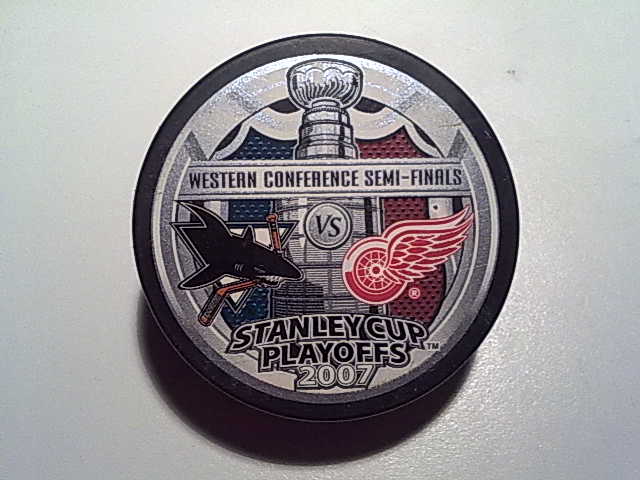 WESTERN CONFERENCE SEMI-FINALS
VS
®
STANLEY CUP
PLAYOFFS™
2007